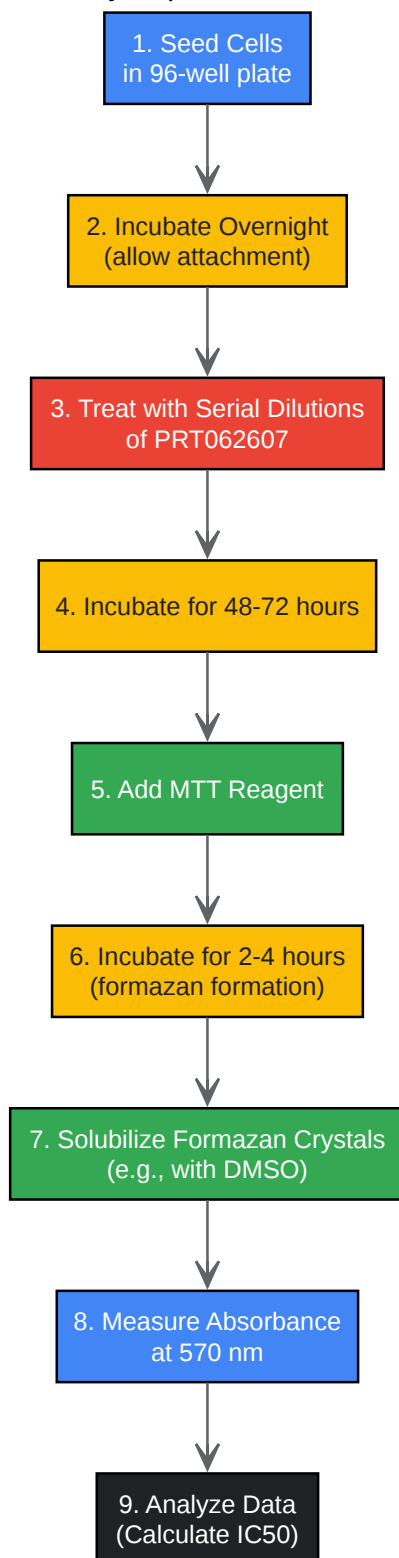 1. Seed Cells
in 96-well plate
2. Incubate Overnight
(allow attachment)
3. Treat with Serial Dilutions
of PRT062607
4. Incubate for 48-72 hours
5. Add MTT Reagent
6. Incubate for 2-4 hours
(formazan formation)
7. Solubilize Formazan Crystals
(e.g., with DMSO)
8. Measure Absorbance
at 570 nm
9. Analyze Data
(Calculate IC50)